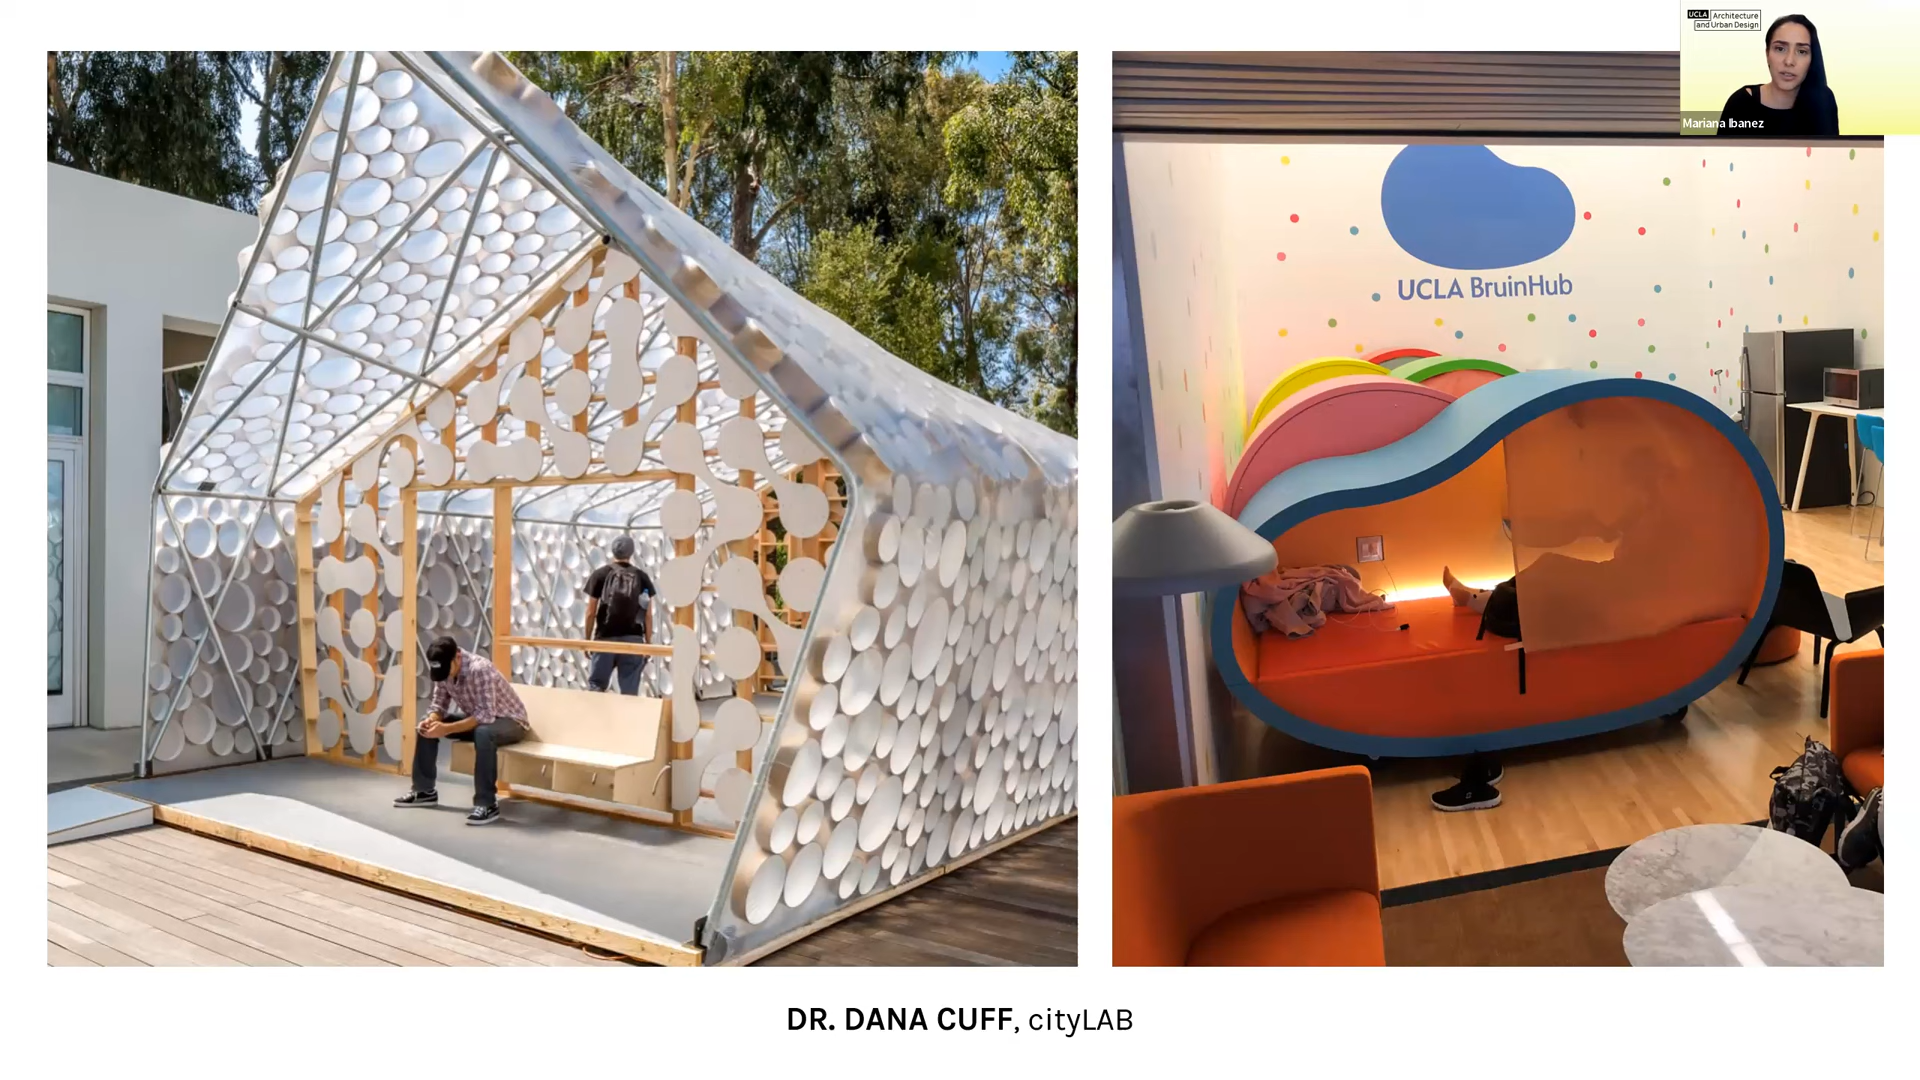 UCLA Architecture
and Urban Design
Mariana Ibanez
UCLA BruinHub
DR. DANA CUFF, cityLAB